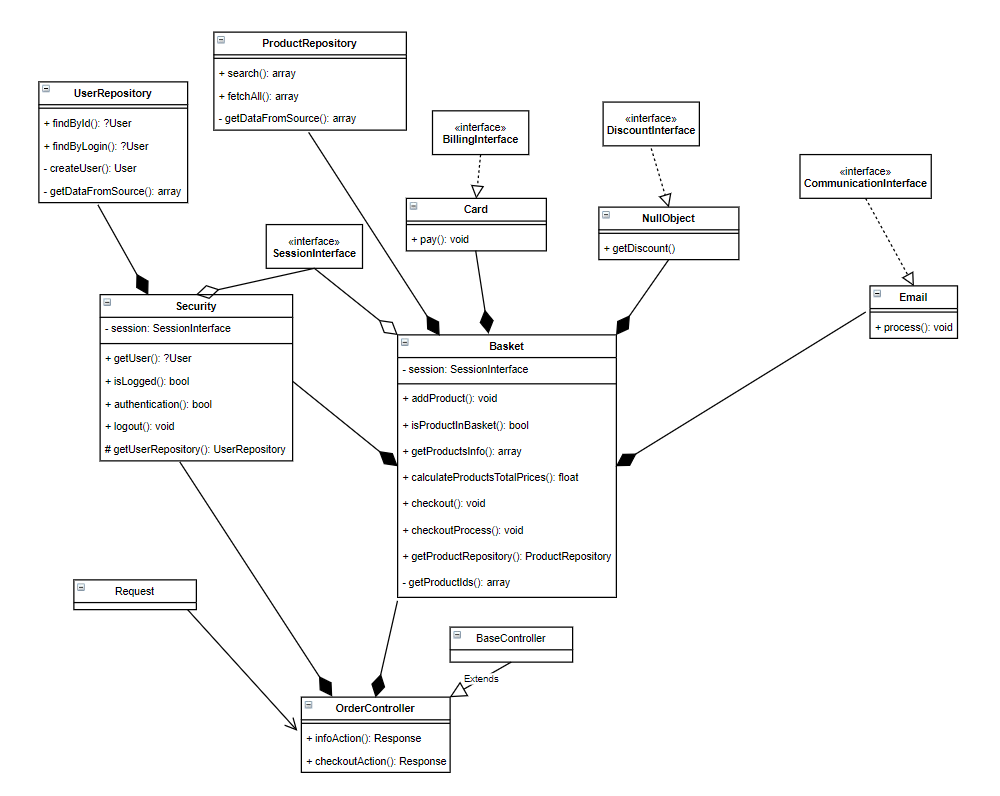 ProductRepository
+ search(): array
+ fetchAll(): array
- getDataFromSource(): array
UserRepository
+ findById(): ?User
+ findByLogin(): ?User
- createUser(): User
- getDataFromSource(): array
«interface»
BillingInterface
«interface»
DiscountInterface
«interface»
CommunicationInterface
Card
+ pay(): void
NullObject
+ getDiscount()
«interface»
SessionInterface
Email
+ process(): void
Security
- session: SessionInterface
+ getUser(): ?User
+ isLogged(): bool
+ authentication(): bool
+ logout(): void
# getUserRepository(): UserRepository
Basket
- session: SessionInterface
+ addProduct(): void
+ isProductInBasket(): bool
+ getProductsInfo(): array
+ calculateProductsTotalPrices(): float
+ checkout(): void
+ checkoutProcess(): void
+ getProductRepository(): ProductRepository
- getProductIds(): array
Request
BaseController
Extends
OrderController
+ infoAction(): Response
+ checkoutAction(): Response